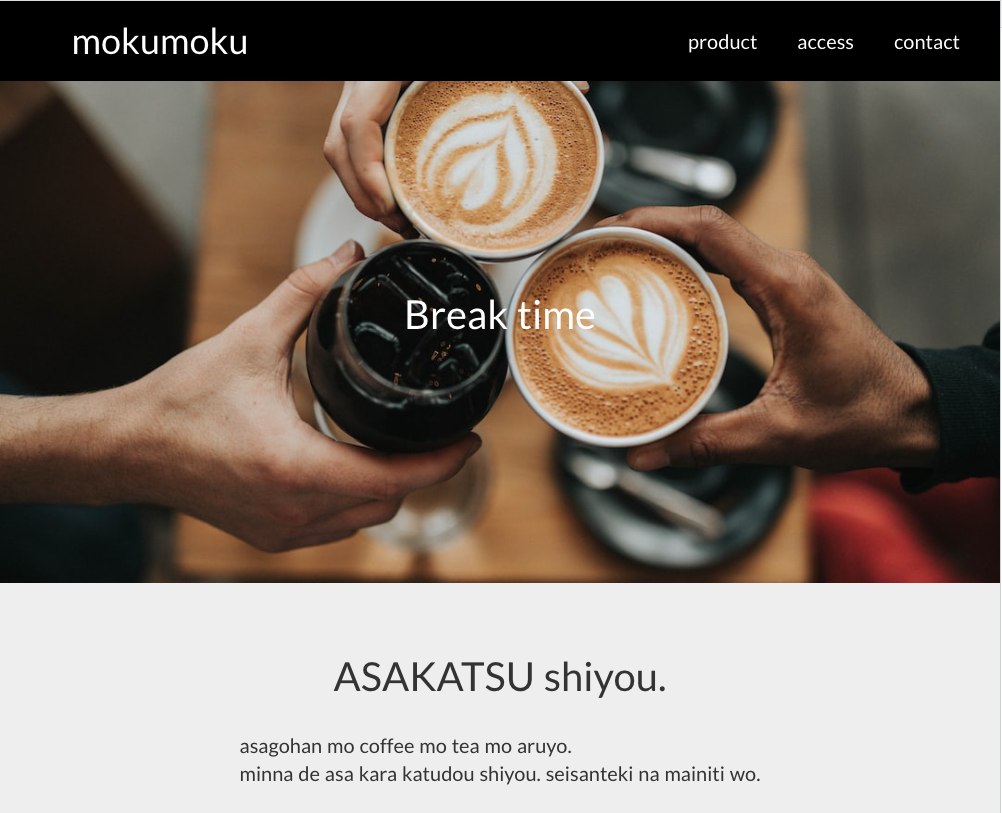 mokumoku
product access contact
Break time
ASAKATSU shiyou.
asagohan mo coffee mo tea mo aruyo.
minna de asa kara katudou shiyou. seisanteki na mainiti wo.